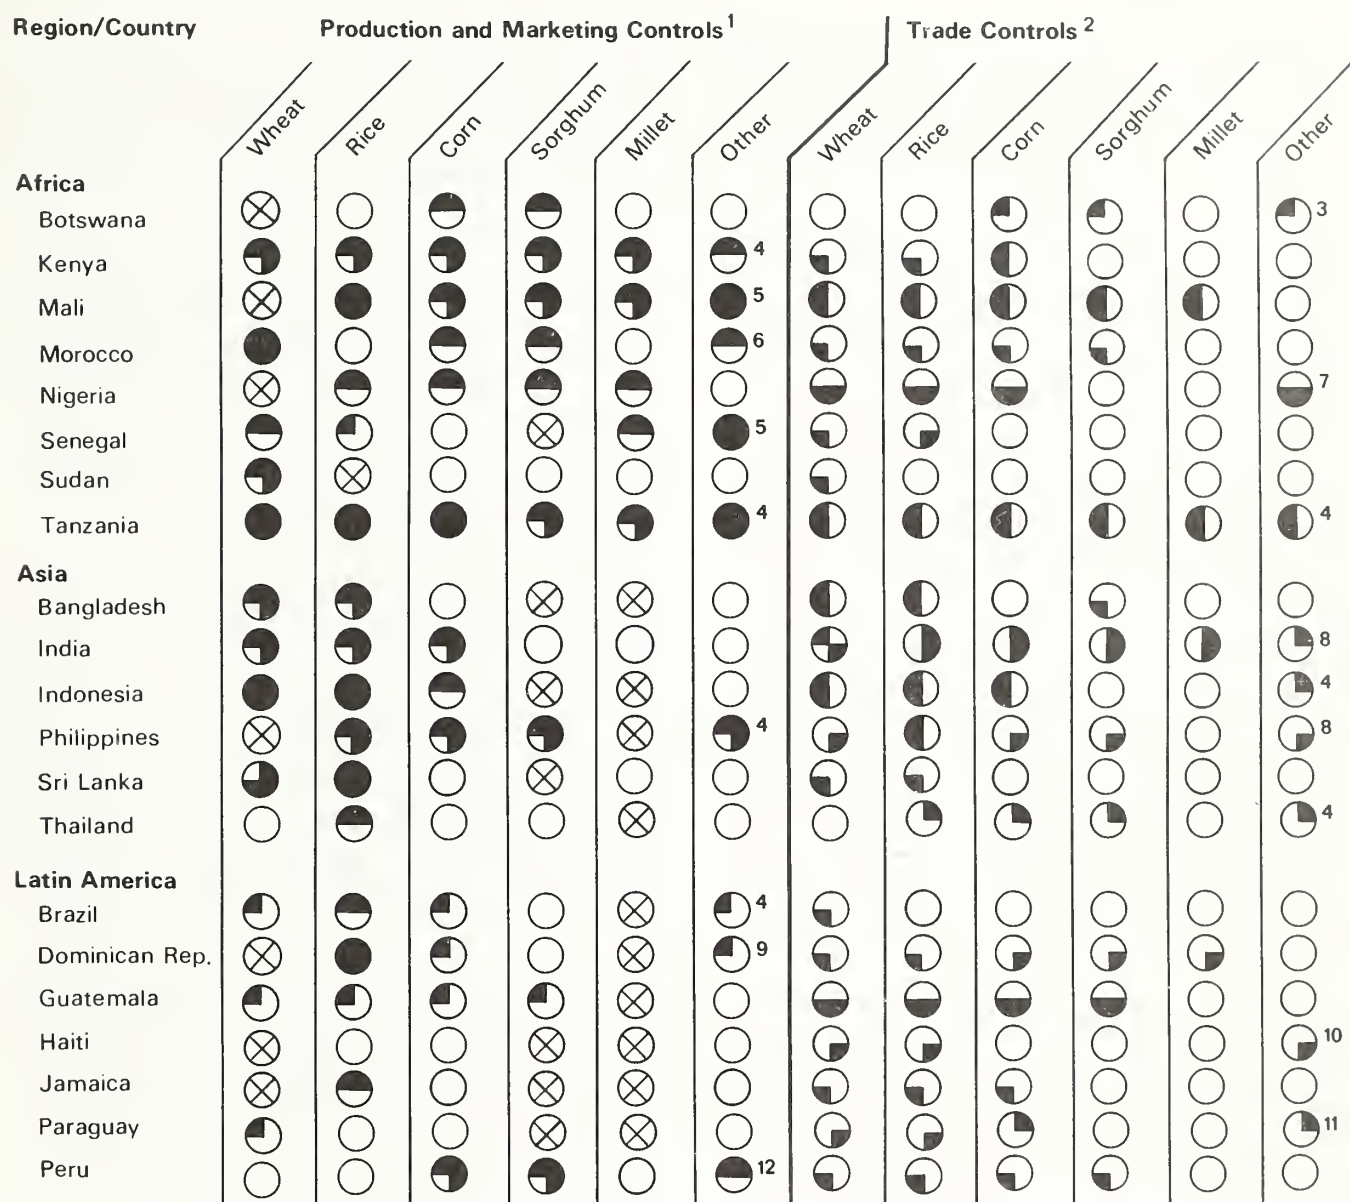 Region/Country Production and Marketing Controls1 Trade Controls 2
Wheat Rice Corn Sorghum Millet Other Wheat Rice Corn Sorghum Millet Other
Africa
Botswana 3
Kenya 4
Mali 5
Morocco 6
Nigeria 7
Senegal 5
Sudan
Tanzania 4 4
Asia
Bangladesh
India 8
Indonesia 4
Philippines 4 8
Sri Lanka
Thailand 4
Latin America
Brazil 4
Dominican Rep. 9
Guatemala
Haiti 10
Jamaica
Paraguay 11
Peru 12